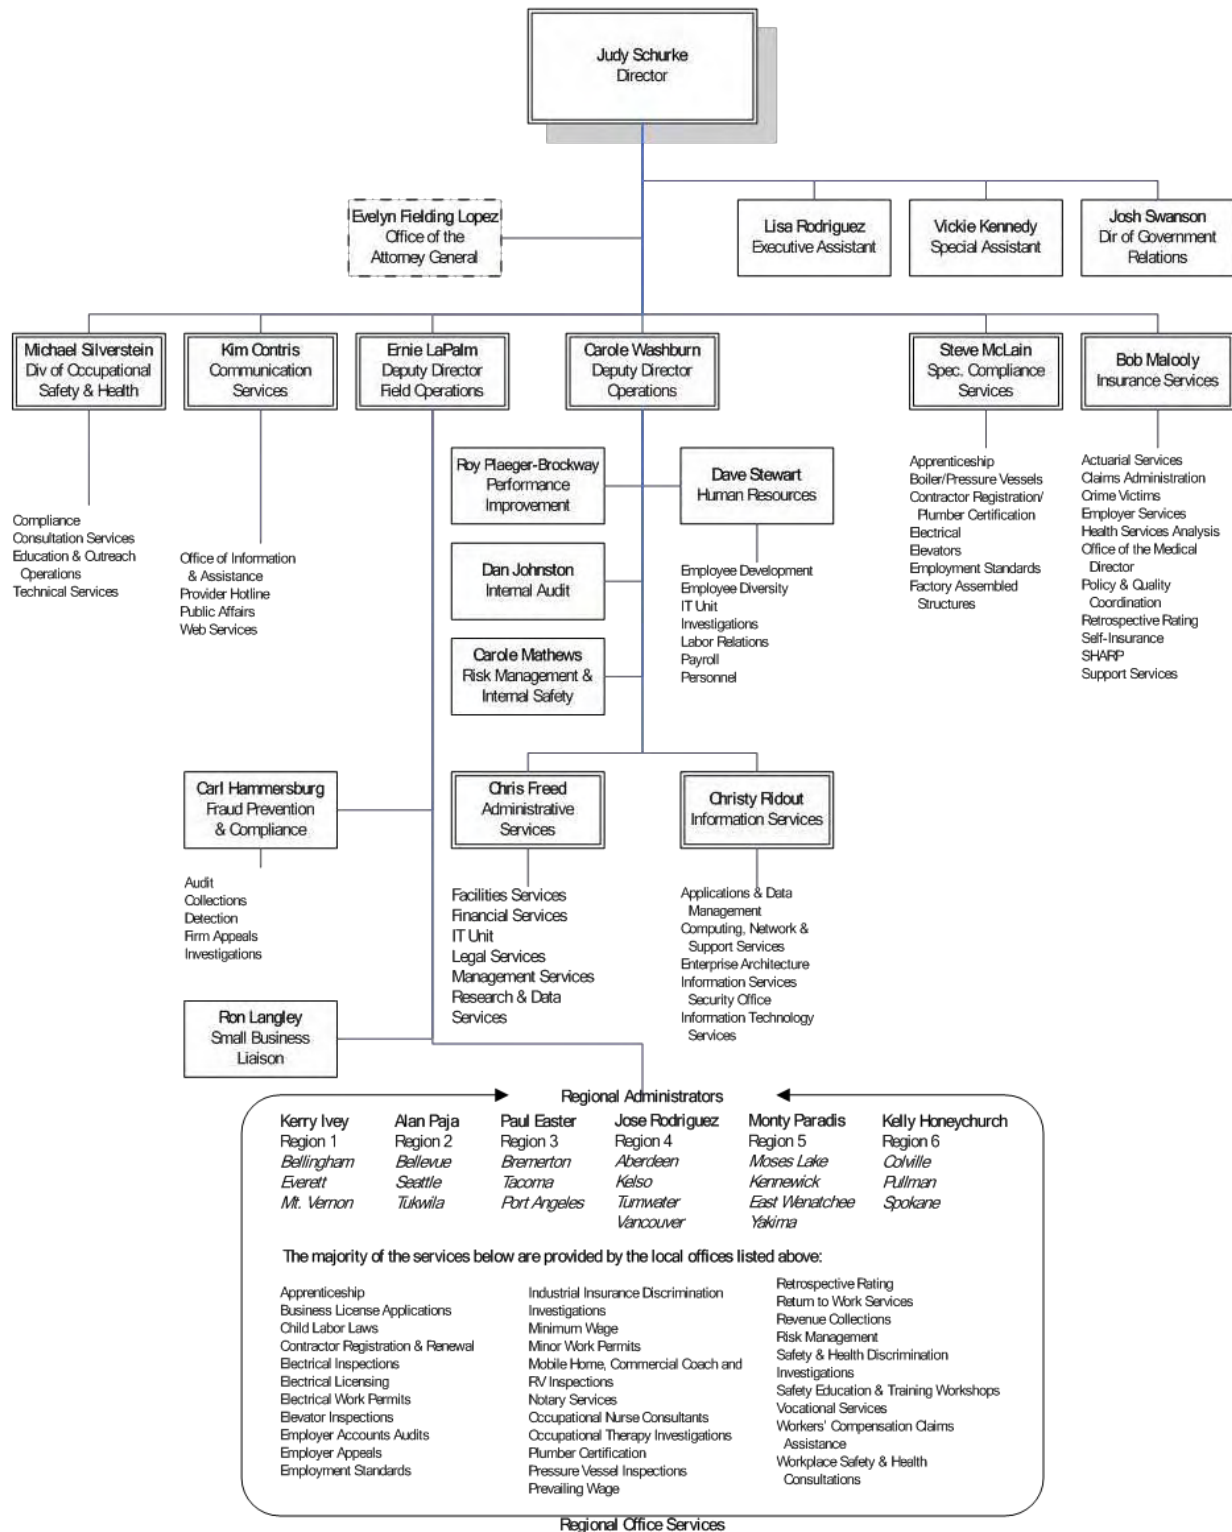 Judy Schurke
Director
Evelyn Fielding Lopez
Office of the
Attorney General
Lisa Rodriguez
Executive Assistant
Vickie Kennedy
Special Assistant
Josh Swanson
Dir of Government
Relations
Michael Silverstein
Div of Occupational
Safety & Health
Kim Contris
Communication
Services
Ernie LaPalm
Deputy Director
Field Operations
Carole Washburn
Deputy Director
Operations
Steve McLain
Spec. Compliance
Services
Bob Malooly
Insurance Services
Compliance
Consultation Services
Education & Outreach
Operations
Technical Services
Office of Information
& Assistance
Provider Hotline
Public Affairs
Web Services
Roy Plaeger-Brockway
Performance
Improvement
Dave Stewart
Human Resources
Dan Johnston
Internal Audit
Carole Mathews
Risk Management &
Internal Safety
Employee Development
Employee Diversity
IT Unit
Investigations
Labor Relations
Payroll
Personnel
Apprenticeship
Boiler/Pressure Vessels
Contractor Registration/
Plumber Certification
Electrical
Elevators
Employment Standards
Factory Assembled
Structures
Actuarial Services
Claims Administration
Crime Victims
Employer Services
Health Services Analysis
Office of the Medical
Director
Policy & Quality
Coordination
Retrospective Rating
Self-Insurance
SHARP
Support Services
Carl Hammersburg
Fraud Prevention
& Compliance
Chris Freed
Administrative
Services
Christy Ridout
Information Services
Audit
Collections
Detection
Firm Appeals
Investigations
Facilities Services
Financial Services
IT Unit
Legal Services
Management Services
Research & Data
Services
Applications & Data
Management
Computing, Network &
Support Services
Enterprise Architecture
Information Services
Security Office
Information Technology
Services
Ron Langley
Small Business
Liaison
Regional Administrators
Kerry Ivey
Region 1
Bellingham
Everett
Mt. Vernon
Alan Paja
Region 2
Bellevue
Seattle
Tukwila
Paul Easter
Region 3
Bremerton
Tacoma
Port Angeles
Jose Rodriguez
Region 4
Aberdeen
Kelso
Tumwater
Vancouver
Monty Paradis
Region 5
Moses Lake
Kennewick
East Wenatchee
Yakima
Kelly Honeychurch
Region 6
Colville
Pullman
Spokane
The majority of the services below are provided by the local offices listed above:
Apprenticeship
Business License Applications
Child Labor Laws
Contractor Registration & Renewal
Electrical Inspections
Electrical Licensing
Electrical Work Permits
Elevator Inspections
Employer Accounts Audits
Employer Appeals
Employment Standards
Industrial Insurance Discrimination
Investigations
Minimum Wage
Minor Work Permits
Mobile Home, Commercial Coach and
RV Inspections
Notary Services
Occupational Nurse Consultants
Occupational Therapy Investigations
Plumber Certification
Pressure Vessel Inspections
Prevailing Wage
Retrospective Rating
Return to Work Services
Revenue Collections
Risk Management
Safety & Health Discrimination
Investigations
Safety Education & Training Workshops
Vocational Services
Workers' Compensation Claims
Assistance
Workplace Safety & Health
Consultations
Regional Office Services